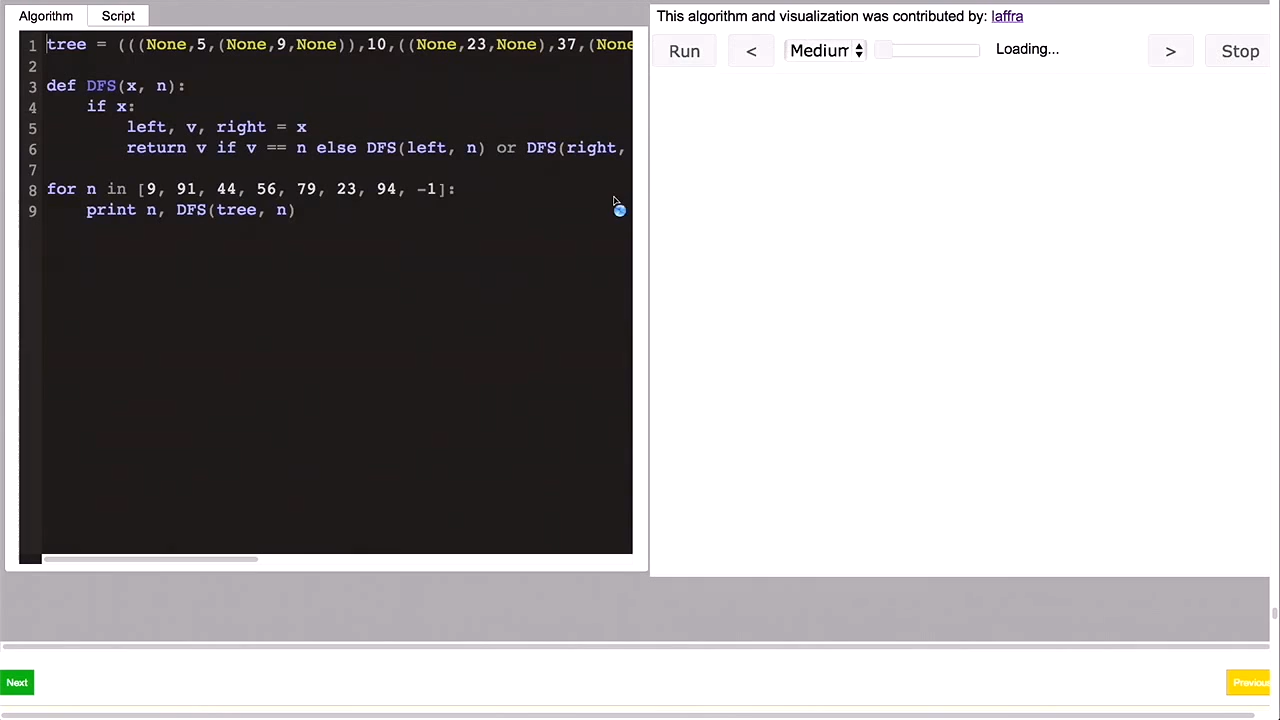 Algorithm Script
1 tree = (((None,5,(None,9,None)),10,((None,23,None),37,(None
2
3 def DFS(x, n):
4 if x:
5 left, v, right = x
6 return v if v == n else DFS(left, n) or DFS(right,
7
8 for n in [9, 91, 44, 56, 79, 23, 94, -1]:
9 print n, DFS(tree, n)
This algorithm and visualization was contributed by: laffra
Run < Medium Loading... > Stop
Next Previous